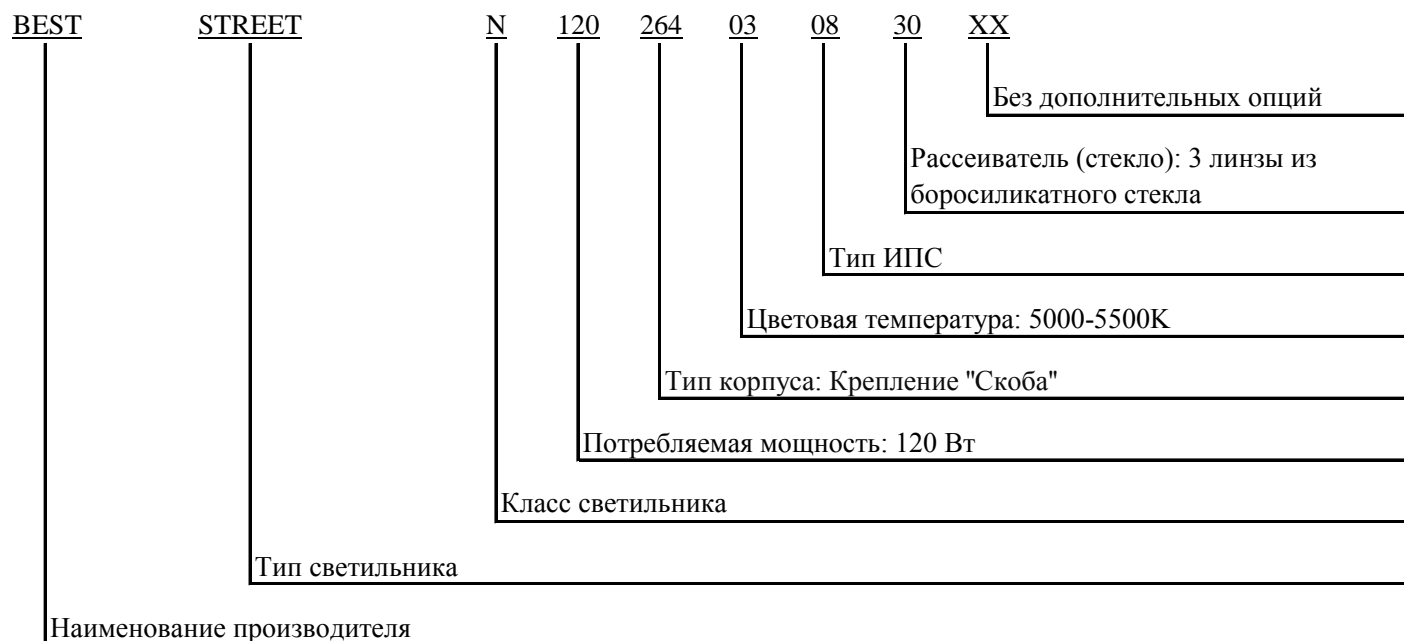 BEST STREET N 120 264 03 08 30 XX
Без дополнительных опций
Рассеиватель (стекло): 3 линзы из
боросиликатного стекла
Тип ИПС
Цветовая температура: 5000-5500К
Тип корпуса: Крепление "Скоба"
Потребляемая мощность: 120 Вт
Класс светильника
Тип светильника
Наименование производителя